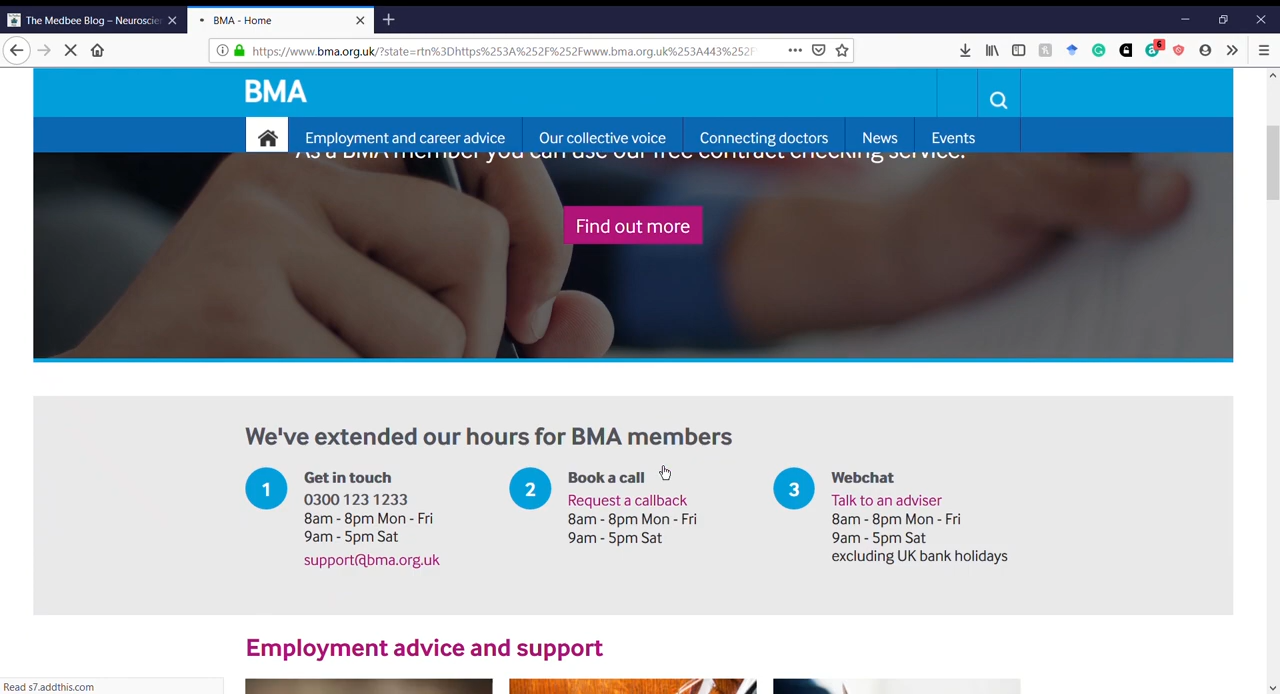 The Medbee Blog – Neuroscien
BMA - Home
https://www.bma.org.uk/?state=rtn%3Dhttps%253A%252F%252Fwww.bma.org.uk%253A443%252F
6
BMA
Employment and career advice
Our collective voice
Connecting doctors
News
Events
As a BMA member you can use our free contract checking service.
Find out more
We've extended our hours for BMA members
1
Get in touch
0300 123 1233
8am - 8pm Mon - Fri
9am - 5pm Sat
support@bma.org.uk
2
Book a call
Request a callback
8am - 8pm Mon - Fri
9am - 5pm Sat
3
Webchat
Talk to an adviser
8am - 8pm Mon - Fri
9am - 5pm Sat
excluding UK bank holidays
Employment advice and support
Read s7.addthis.com